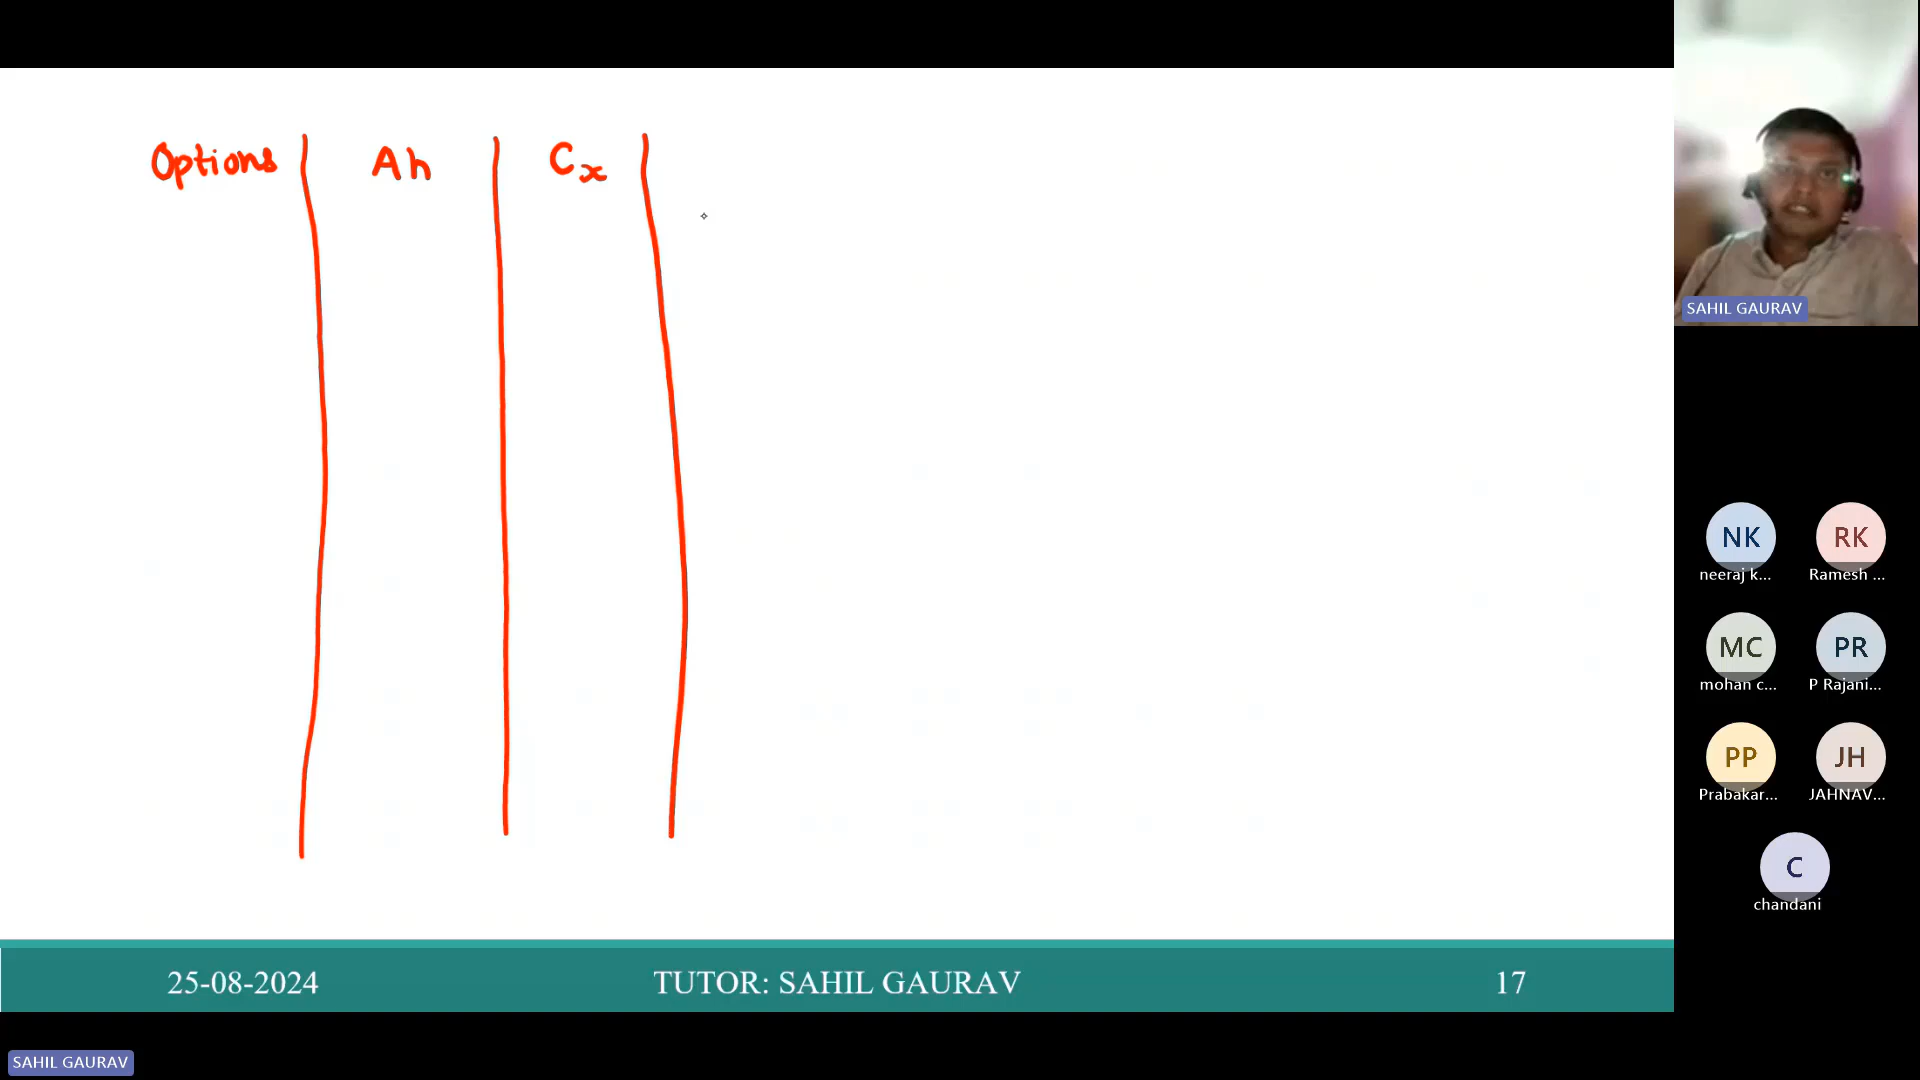 Options Ah Cx
SAHIL GAURAV
NK RK
neeraj k... Ramesh ...
MC PR
mohan c... P Rajani...
PP JH
Prabakar... JAHNAV...
C
chandani
25-08-2024 TUTOR: SAHIL GAURAV 17
SAHIL GAURAV